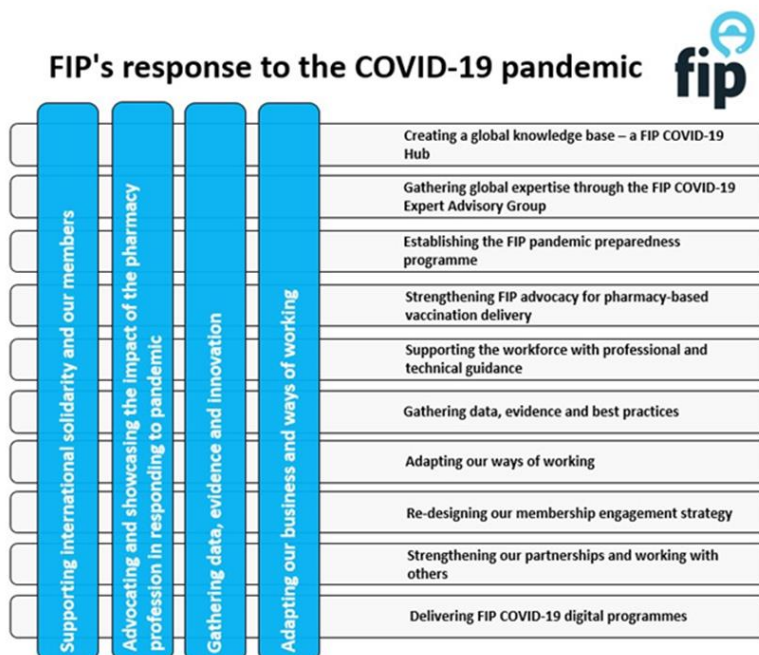 FIP's response to the COVID-19 pandemic
fip
Supporting international solidarity and our members
Advocating and showcasing the impact of the pharmacy
profession in responding to pandemic
Gathering data, evidence and innovation
Adapting our business and ways of working
Creating a global knowledge base – a FIP COVID-19
Hub
Gathering global expertise through the FIP COVID-19
Expert Advisory Group
Establishing the FIP pandemic preparedness
programme
Strengthening FIP advocacy for pharmacy-based
vaccination delivery
Supporting the workforce with professional and
technical guidance
Gathering data, evidence and best practices
Adapting our ways of working
Re-designing our membership engagement strategy
Strengthening our partnerships and working with
others
Delivering FIP COVID-19 digital programmes